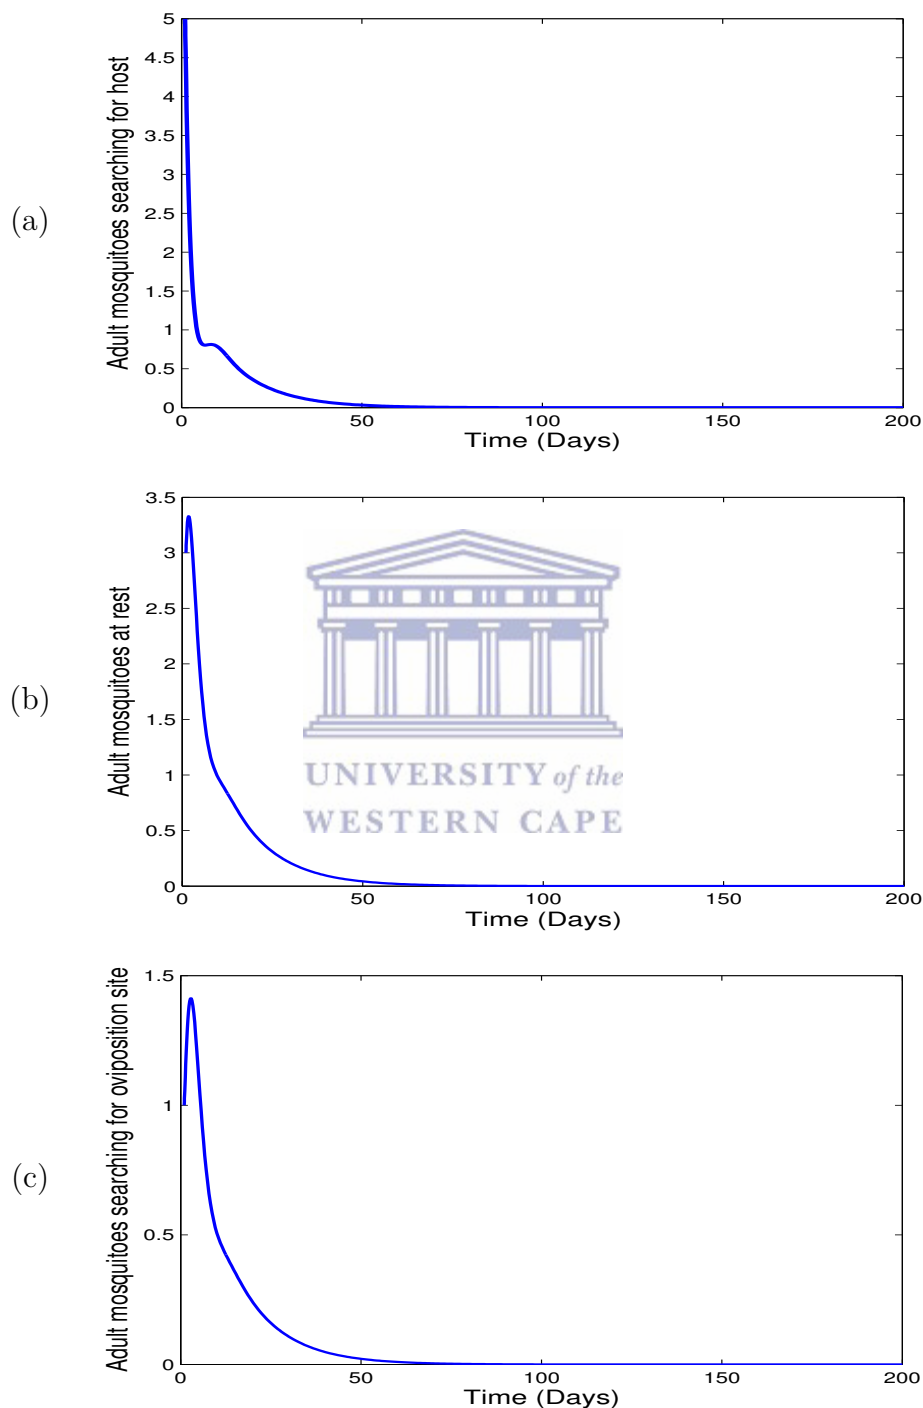 (a)
Adult mosquitoes searching for host
5
4.5
4
3.5
3
2.5
2
1.5
1
0.5
0
0 50 100 150 200
Time (Days)
(b)
Adult mosquitoes at rest
3.5
3
2.5
2
1.5
1
0.5
0
0 50 100 150 200
Time (Days)
UNIVERSITY of the
WESTERN CAPE
(c)
Adult mosquitoes searching for oviposition site
1.5
1
0.5
0
0 50 100 150 200
Time (Days)